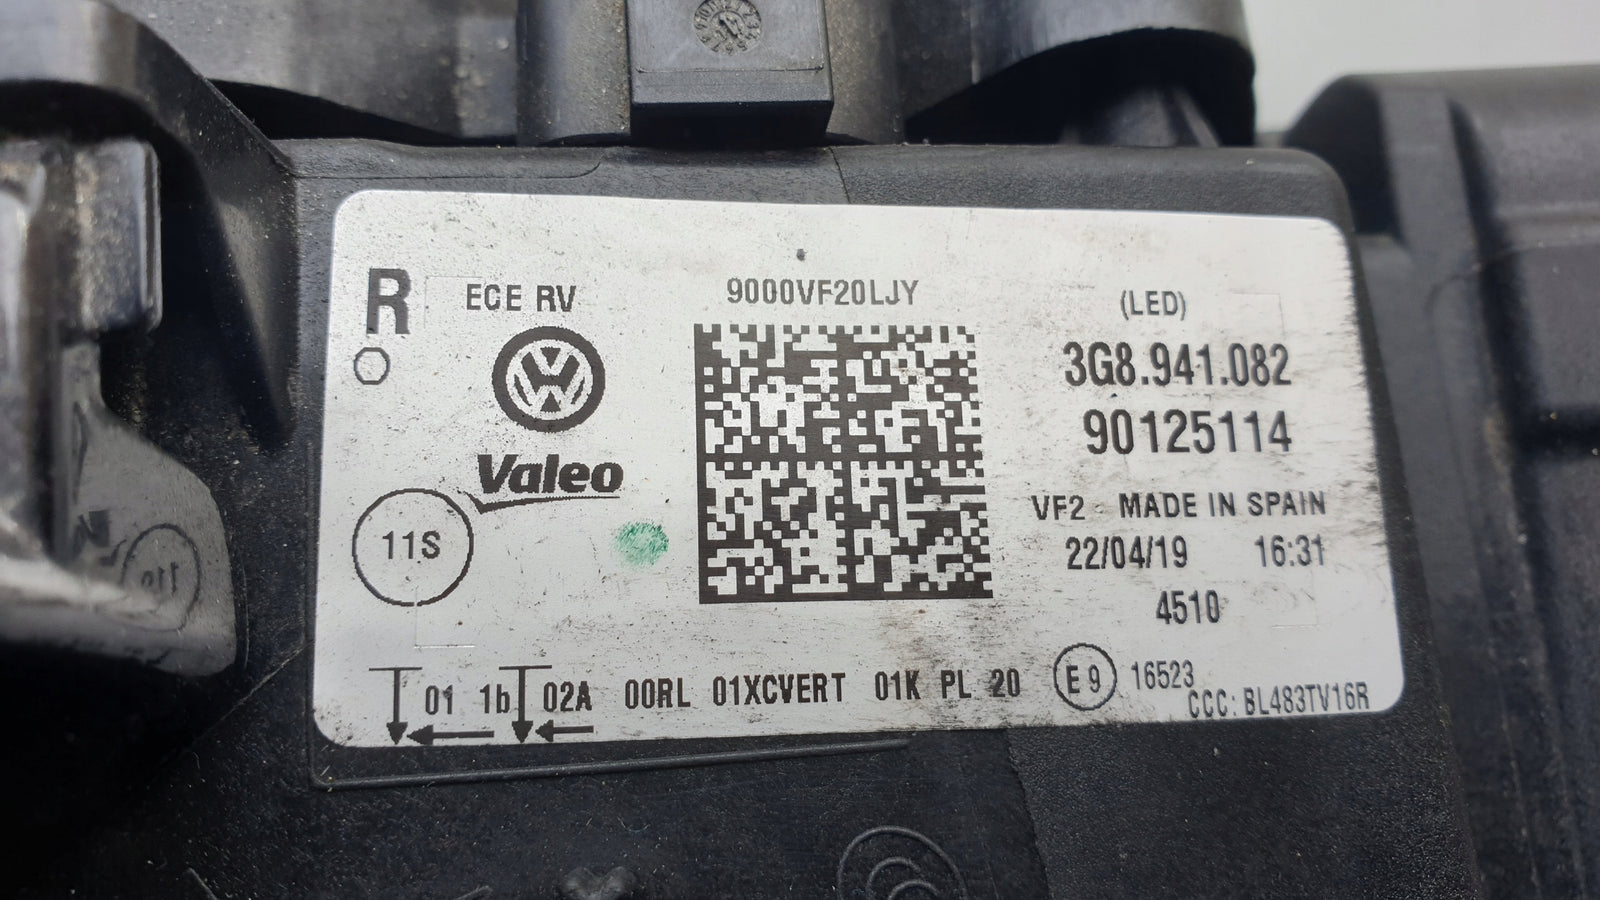 R
ECE RV
9000VF20LJY
(LED)
3G8.941.082
90125114
Valeo
11S
VF2 MADE IN SPAIN
22/04/19 16:31
4510
01 1b 02A 00RL 01XCVERT 01K PL 20 E9 16523
CCC: BL483TV16R